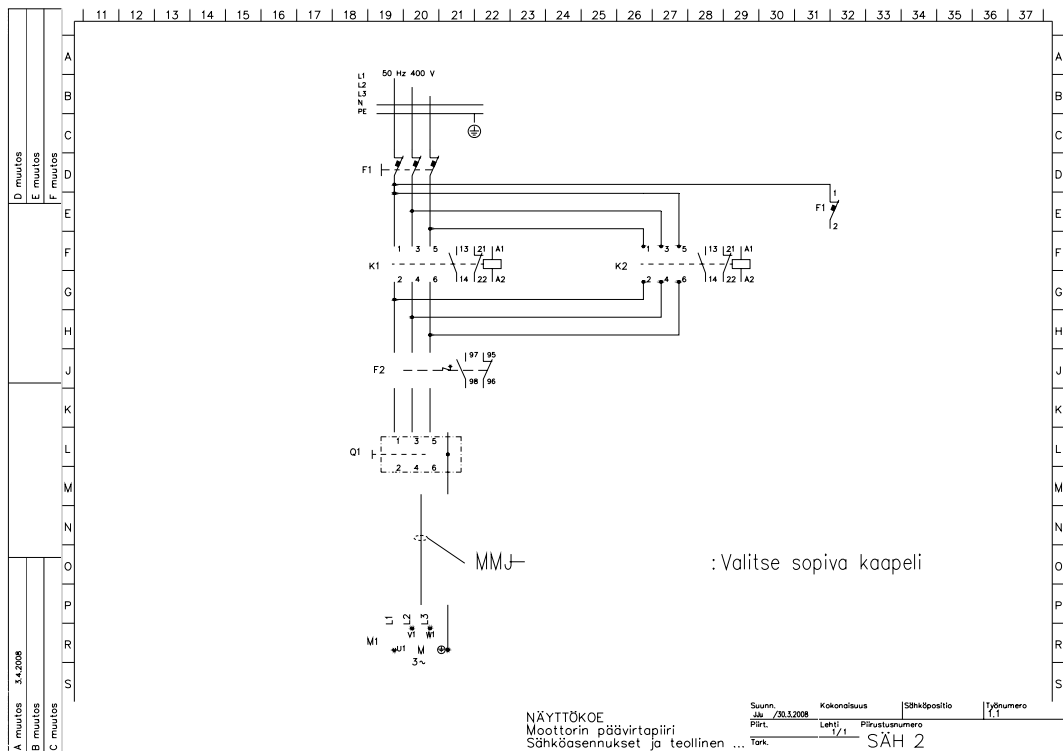 11 12 13 14 15 16 17 18 19 20 21 22 23 24 25 26 27 28 29 30 31 32 33 34 35 36 37
A A
B B
C C
D D
E E
F F
G G
H H
J J
K K
L L
M M
N N
O O
P P
R R
S S
D muutos
E muutos
F muutos
A muutos 3.4.2008
B muutos
C muutos
L1 50 Hz 400 V
L2
L3
N
PE
F1
1
F1
2
1 3 5 13 21 A1
K1
2 4 6 14 22 A2
1 3 5 13 21 A1
K2
2 4 6 14 22 A2
97 95
F2
98 96
1 3 5
Q1
2 4 6
MMJ :Valitse sopiva kaapeli
L1 L2 L3
V1 W1
M1 U1 M
3~
NÄYTTÖKOE
Moottorin päävirtapiiri
Sähköasennukset ja teollinen ...
Suunn. Kokonaisuus Sähköpositio Työnumero
JJu /30.3.2008 1.1
Piirt. Lehti Piirustusnumero
1/1 SÄH 2
Tark.